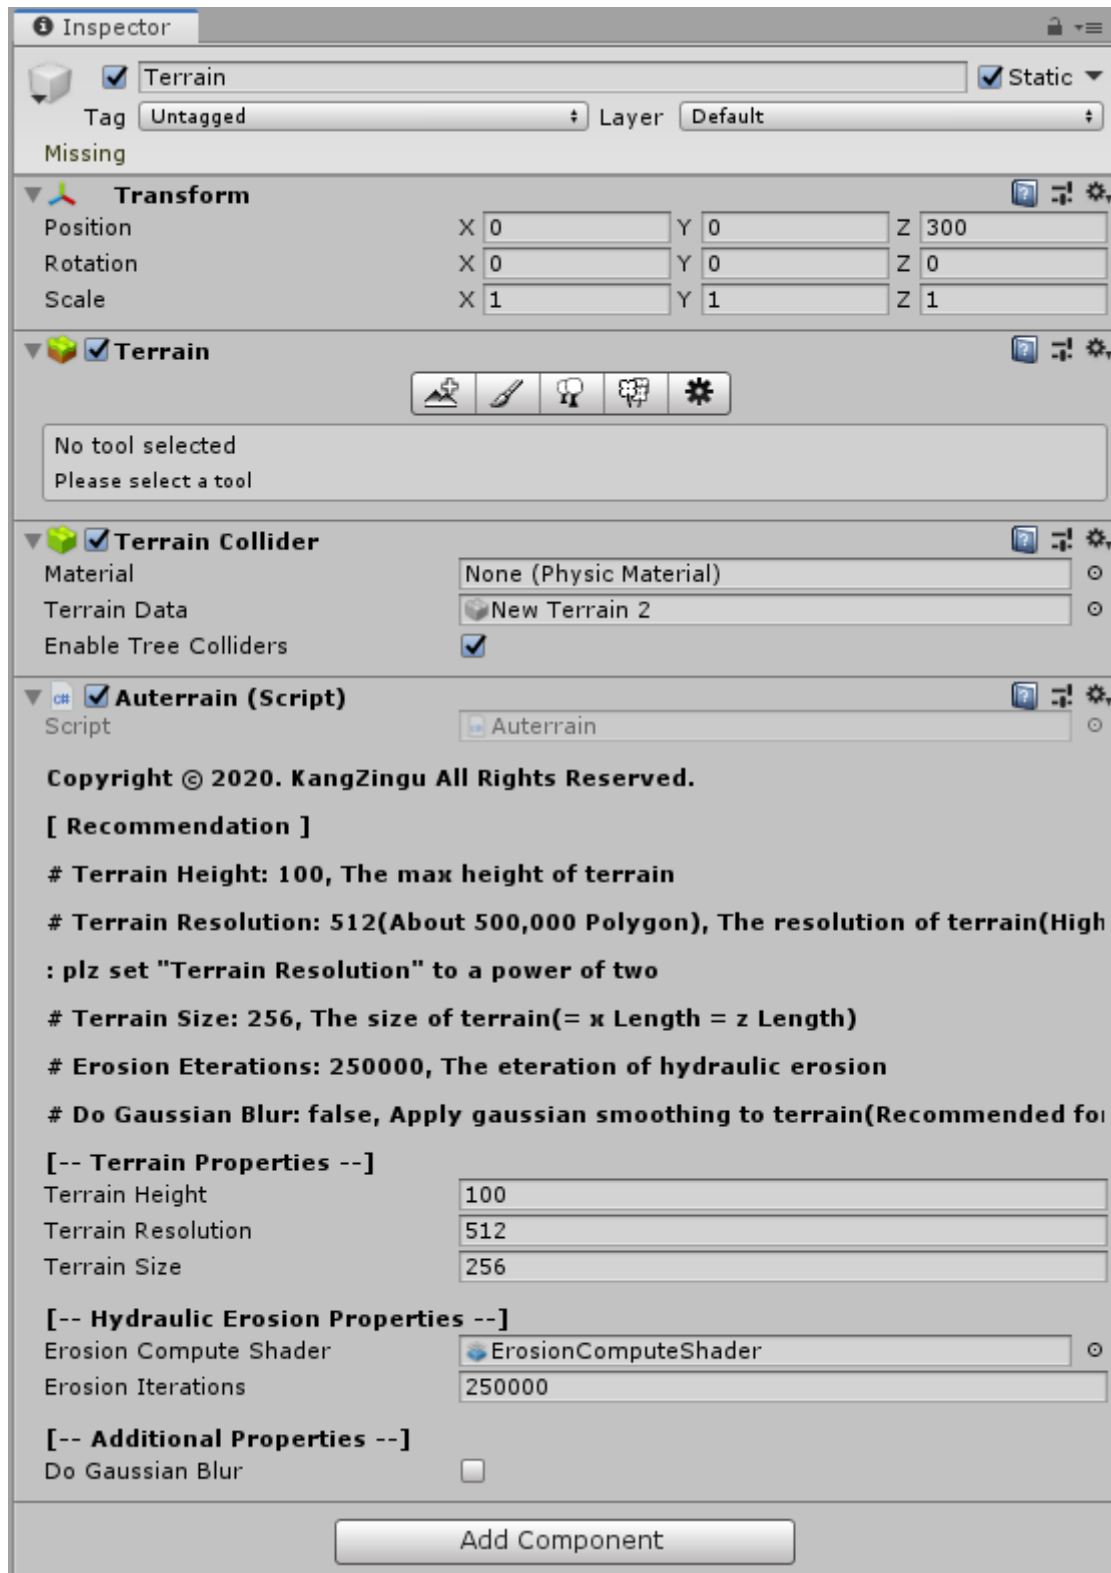 Inspector
Terrain Static
Tag Untagged Layer Default
Missing
Transform
Position X 0 Y 0 Z 300
Rotation X 0 Y 0 Z 0
Scale X 1 Y 1 Z 1
Terrain
No tool selected
Please select a tool
Terrain Collider
Material None (Physic Material)
Terrain Data New Terrain 2
Enable Tree Colliders
C# Auterrain (Script)
Script Auterrain
Copyright © 2020. KangZingu All Rights Reserved.
[ Recommendation ]
# Terrain Height: 100, The max height of terrain
# Terrain Resolution: 512(About 500,000 Polygon), The resolution of terrain(High
: plz set "Terrain Resolution" to a power of two
# Terrain Size: 256, The size of terrain(= x Length = z Length)
# Erosion Eterations: 250000, The eteration of hydraulic erosion
# Do Gaussian Blur: false, Apply gaussian smoothing to terrain(Recommended for
[-- Terrain Properties --]
Terrain Height 100
Terrain Resolution 512
Terrain Size 256
[-- Hydraulic Erosion Properties --]
Erosion Compute Shader ErosionComputeShader
Erosion Iterations 250000
[-- Additional Properties --]
Do Gaussian Blur
Add Component